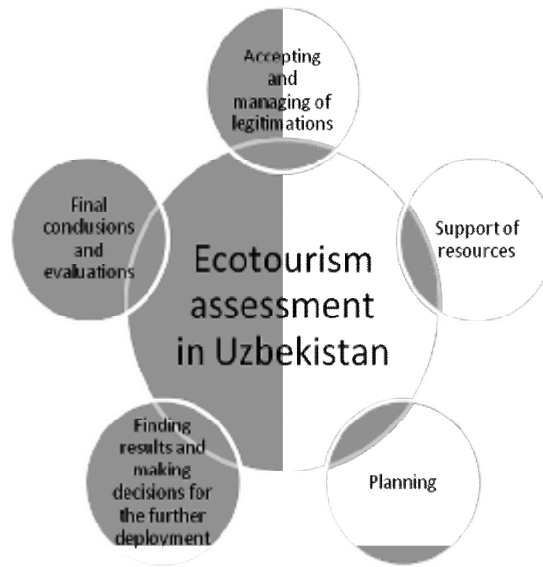 Accepting
and
managing of
legitimations
Final
conclusions
and
evaluations
Support of
resources
Ecotourism
assessment
in Uzbekistan
Finding
results and
making
decisions for
the further
deployment
Planning